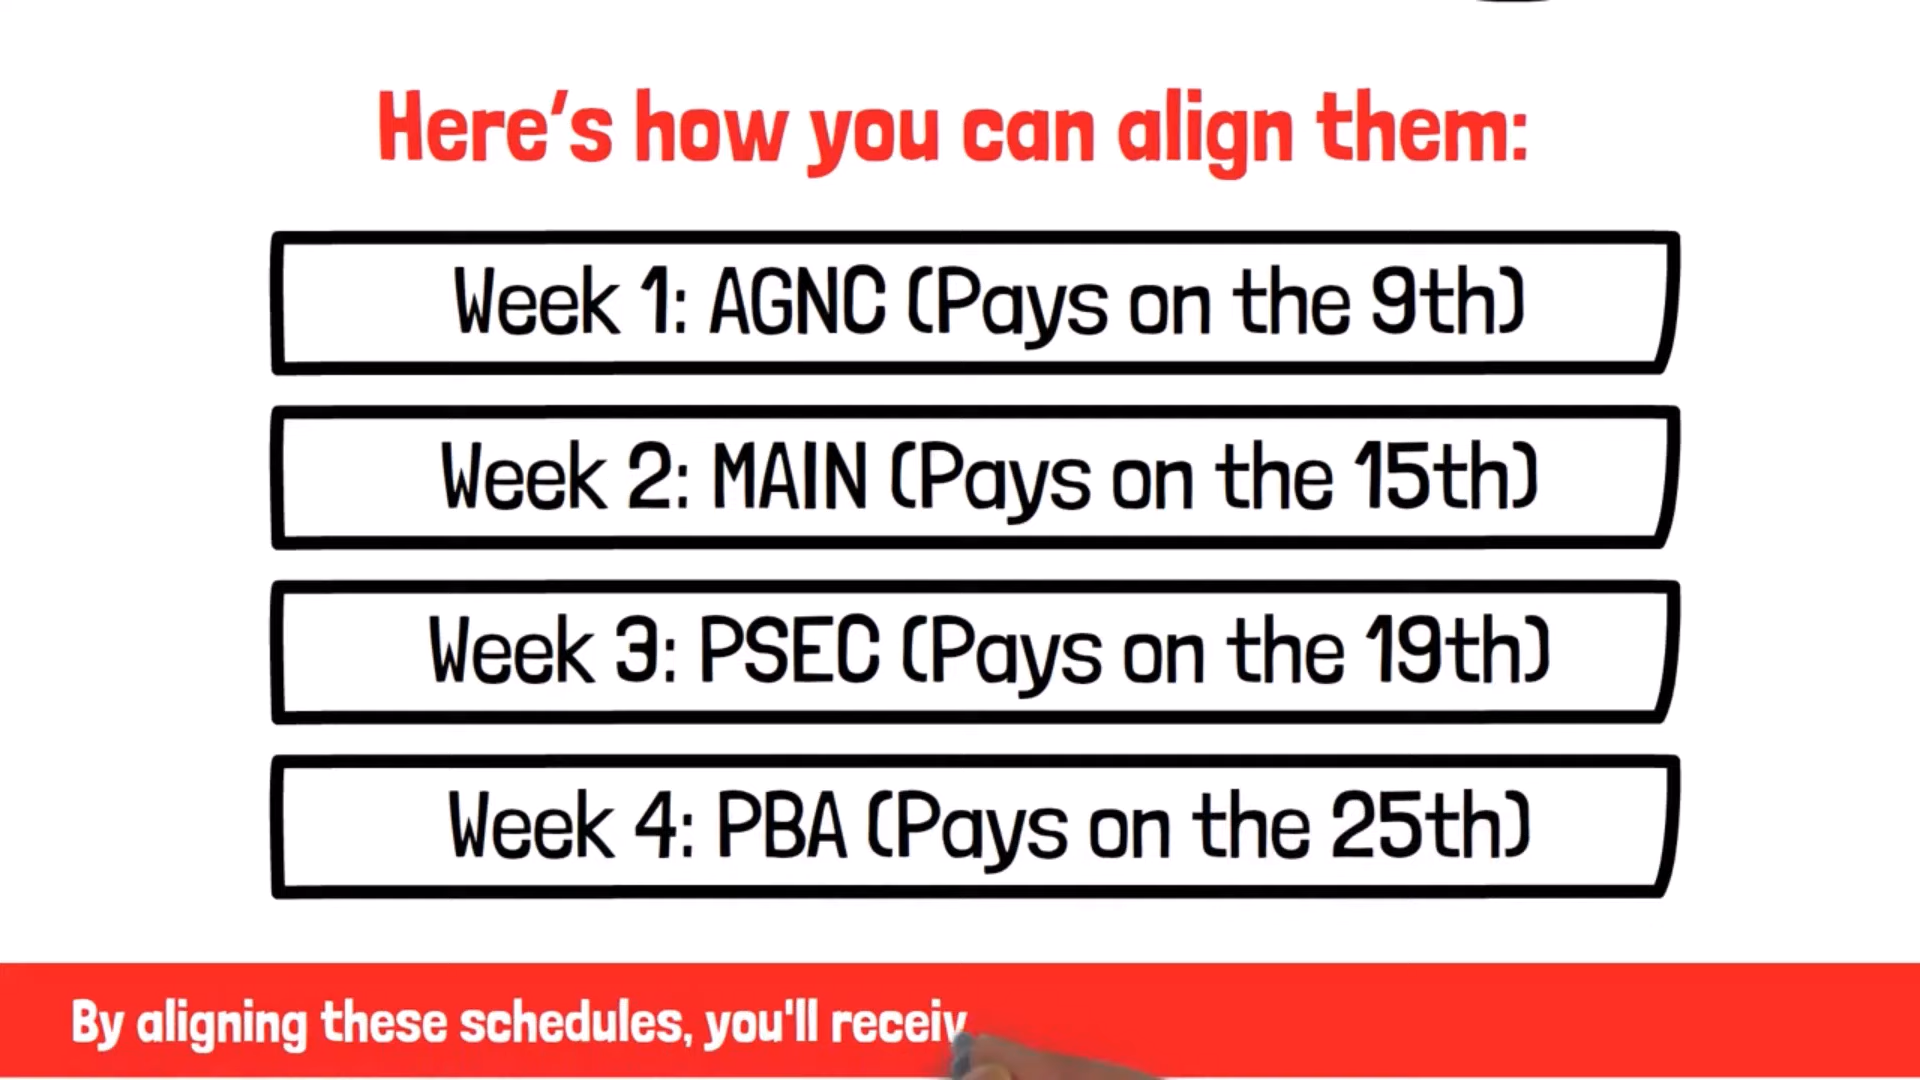 Here's how you can align them:
Week 1: AGNC (Pays on the 9th)
Week 2: MAIN (Pays on the 15th)
Week 3: PSEC (Pays on the 19th)
Week 4: PBA (Pays on the 25th)
By aligning these schedules, you'll receiv